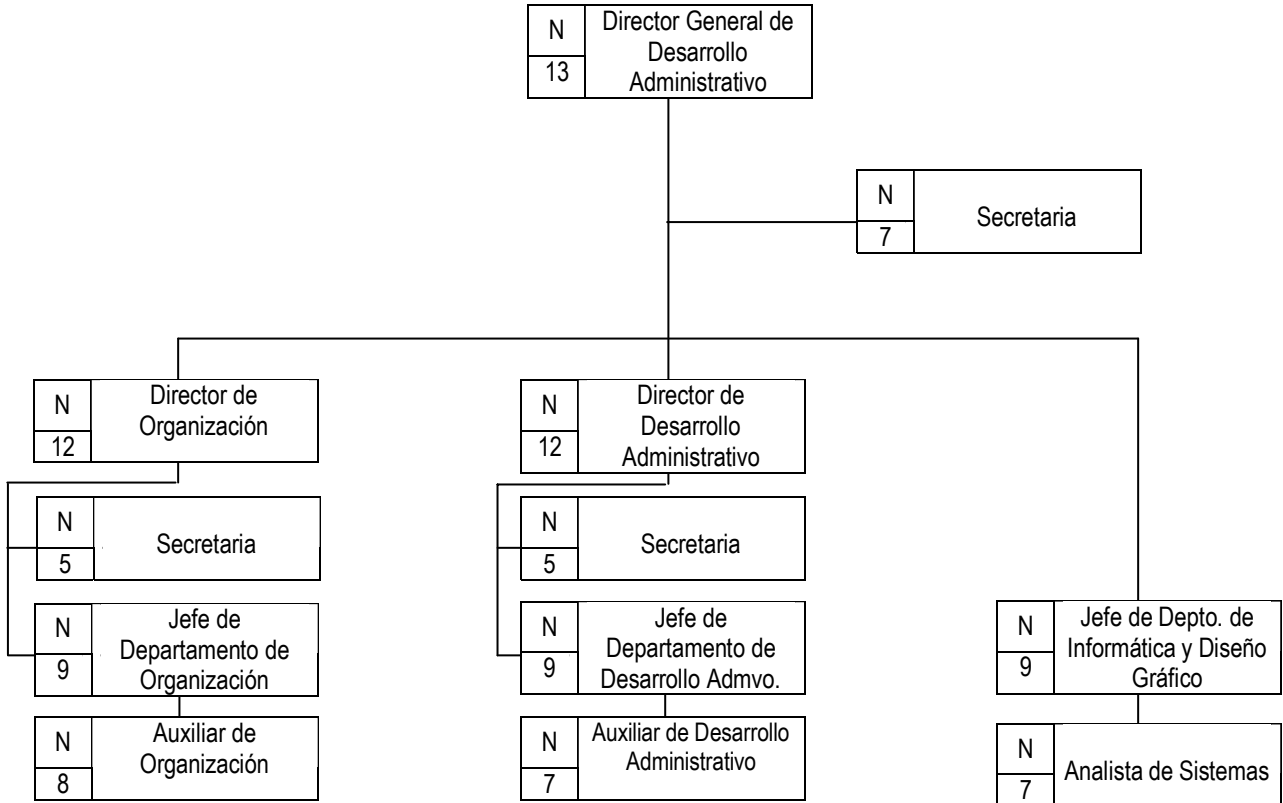 N
13
Director General de
Desarrollo
Administrativo
N
7
Secretaria
N
12
Director de
Organización
N
12
Director de
Desarrollo
Administrativo
N
5
Secretaria
N
5
Secretaria
N
9
Jefe de
Departamento de
Organización
N
9
Jefe de
Departamento de
Desarrollo Admvo.
N
9
Jefe de Depto. de
Informática y Diseño
Gráfico
N
8
Auxiliar de
Organización
N
7
Auxiliar de Desarrollo
Administrativo
N
7
Analista de Sistemas